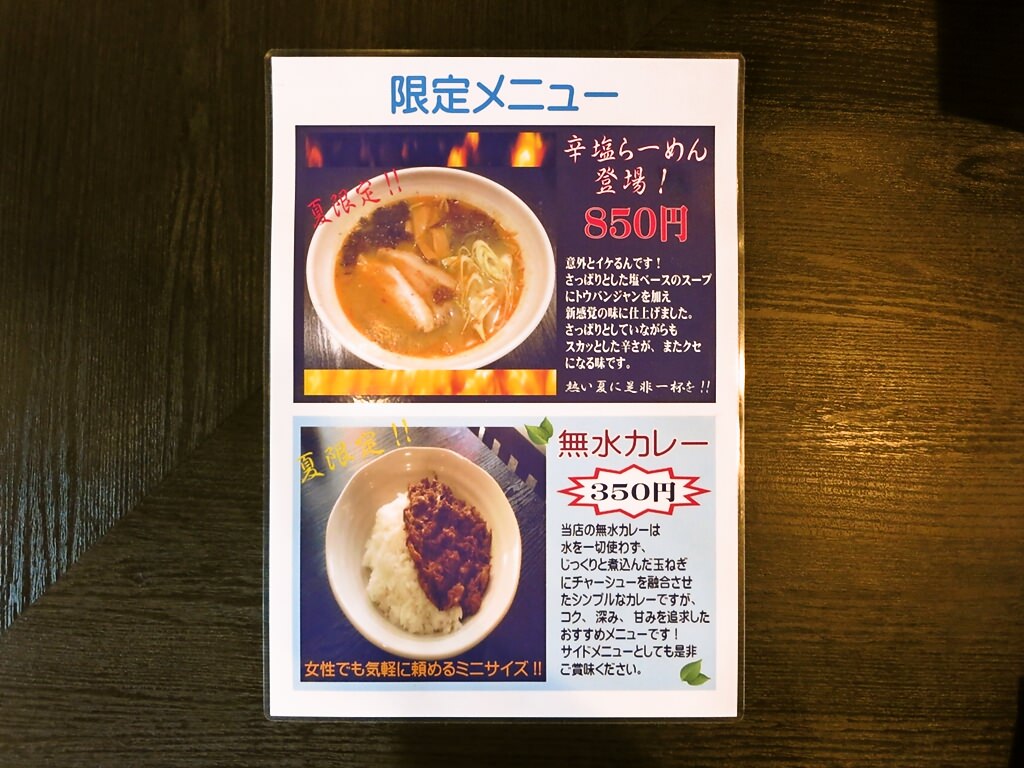 限定メニュー
夏限定!!
辛塩らーめん
登場!
850円
意外とイケるんです!
さっぱりとした塩ベースのスープ
にトウバンジャンを加え
新感覚の味に仕上げました。
さっぱりとしていながらも
スカッとした辛さが、またクセ
になる味です。
熱い夏に是非一杯を!!
夏限定!!
無水カレー
350円
当店の無水カレーは
水を一切使わず、
じっくりと煮込んだ玉ねぎ
にチャーシューを融合させ
たシンプルなカレーですが、
コク、深み、甘みを追求した
おすすめメニューです!
サイドメニューとしても是非
ご賞味ください。
女性でも気軽に頼めるミニサイズ!!